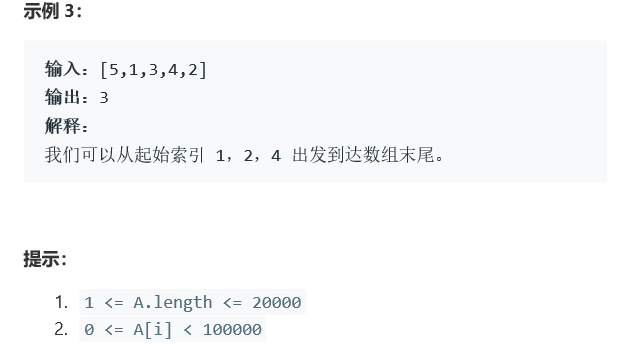 示例 3：
输入：[5,1,3,4,2]
输出：3
解释：
我们可以从起始索引 1，2，4 出发到达数组末尾。
提示：
1. 1 <= A.length <= 20000
2. 0 <= A[i] < 100000